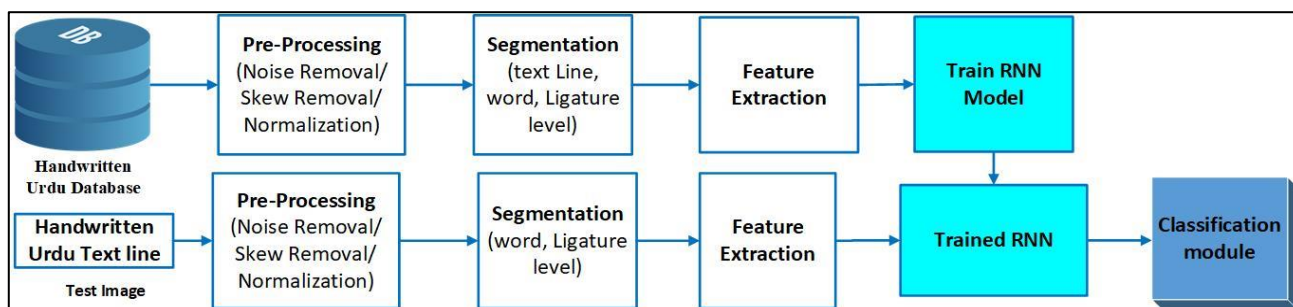 DB
Handwritten
Urdu Database
Pre-Processing
(Noise Removal/
Skew Removal/
Normalization)
Segmentation
(text Line,
word, Ligature
level)
Feature
Extraction
Train RNN
Model
Handwritten
Urdu Text line
Test Image
Pre-Processing
(Noise Removal/
Skew Removal/
Normalization)
Segmentation
(word, Ligature
level)
Feature
Extraction
Trained RNN
Classification
module